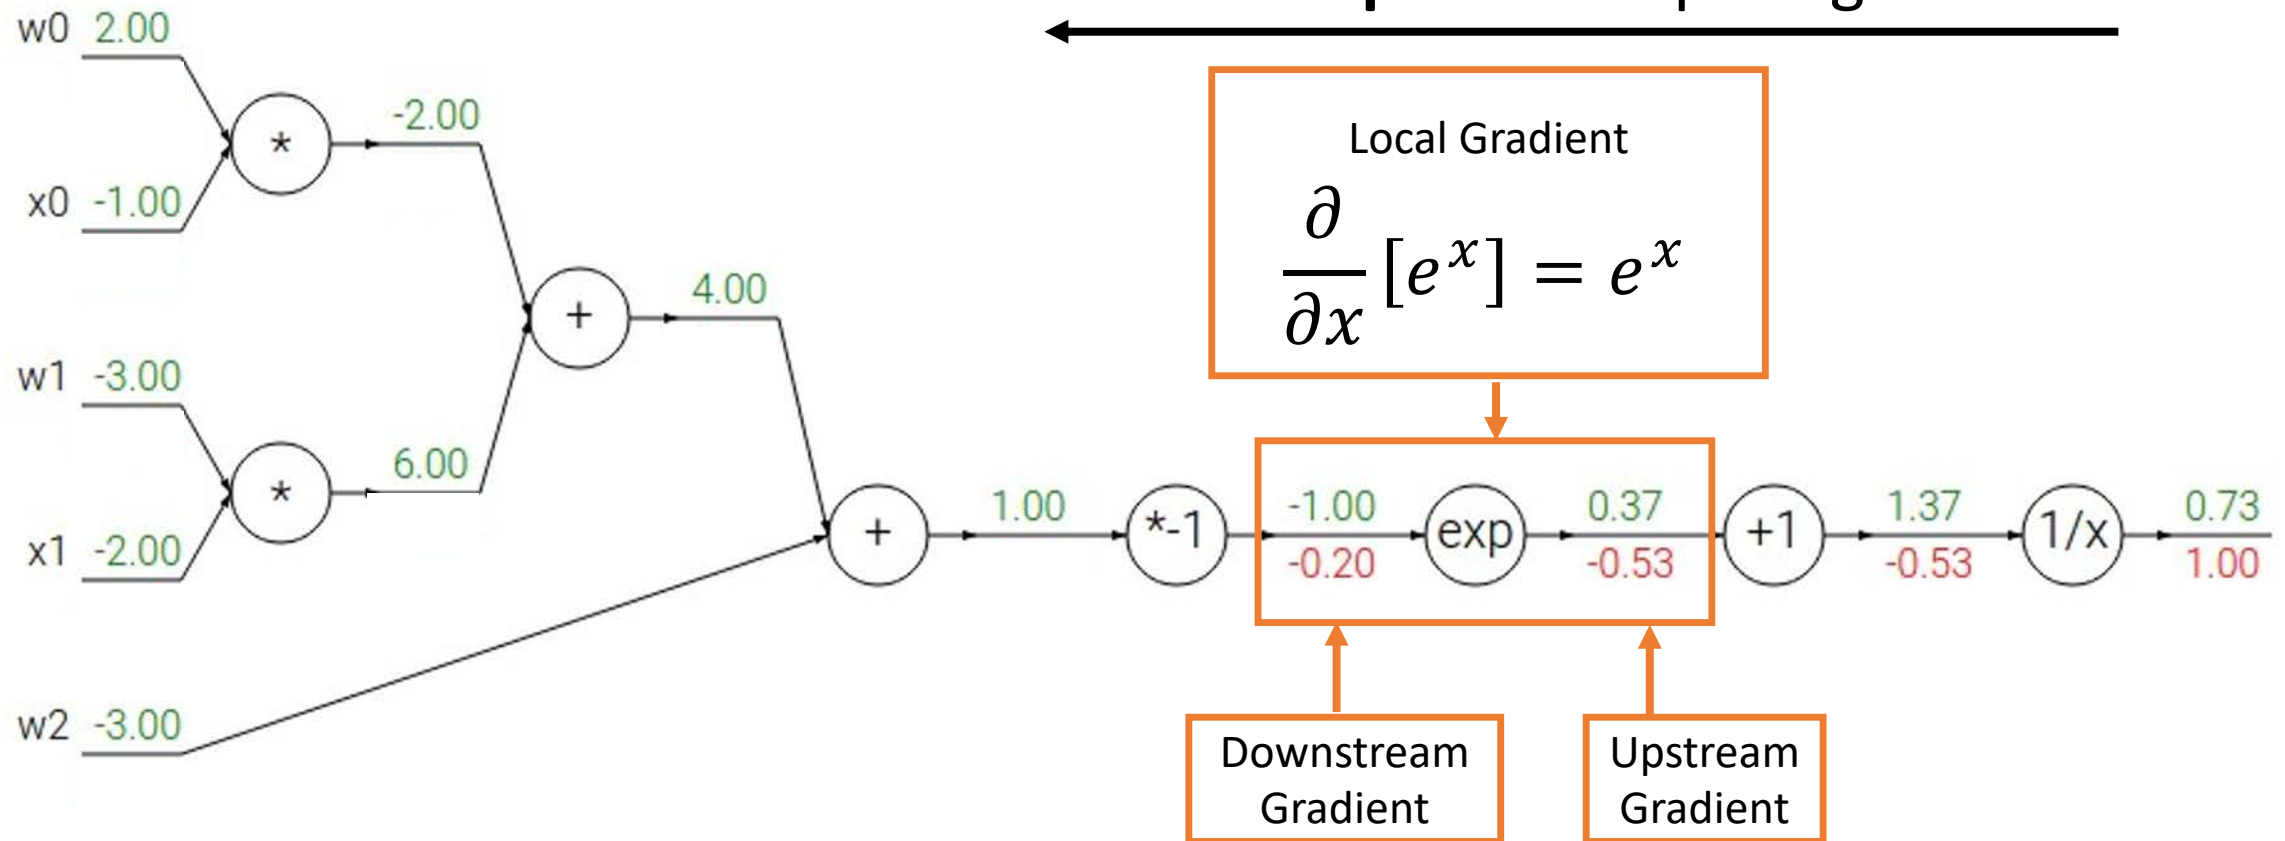 w0 2.00
-2.00
*
x0 -1.00
4.00
+
w1 -3.00
6.00
*
x1 -2.00
w2 -3.00
Local Gradient
∂/∂x [e^x] = e^x
+
1.00
*-1
-1.00
-0.20
exp
0.37
-0.53
+1
1.37
-0.53
1/x
0.73
1.00
Downstream
Gradient
Upstream
Gradient